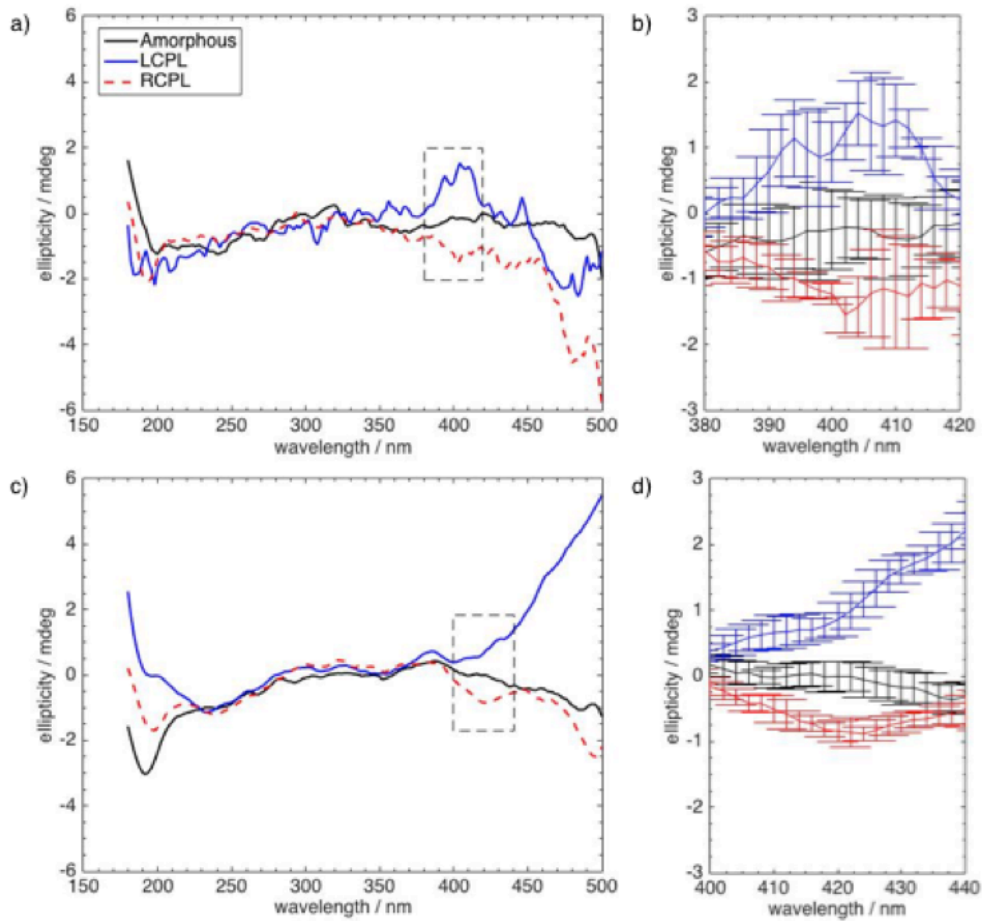 a)
Amorphous
LCPL
RCPL
6
4
2
0
-2
-4
-6
ellipticity / mdeg
150 200 250 300 350 400 450 500
wavelength / nm
b)
3
2
1
0
-1
-2
-3
ellipticity / mdeg
380 390 400 410 420
wavelength / nm
c)
6
4
2
0
-2
-4
-6
ellipticity / mdeg
150 200 250 300 350 400 450 500
wavelength / nm
d)
3
2
1
0
-1
-2
-3
ellipticity / mdeg
400 410 420 430 440
wavelength / nm